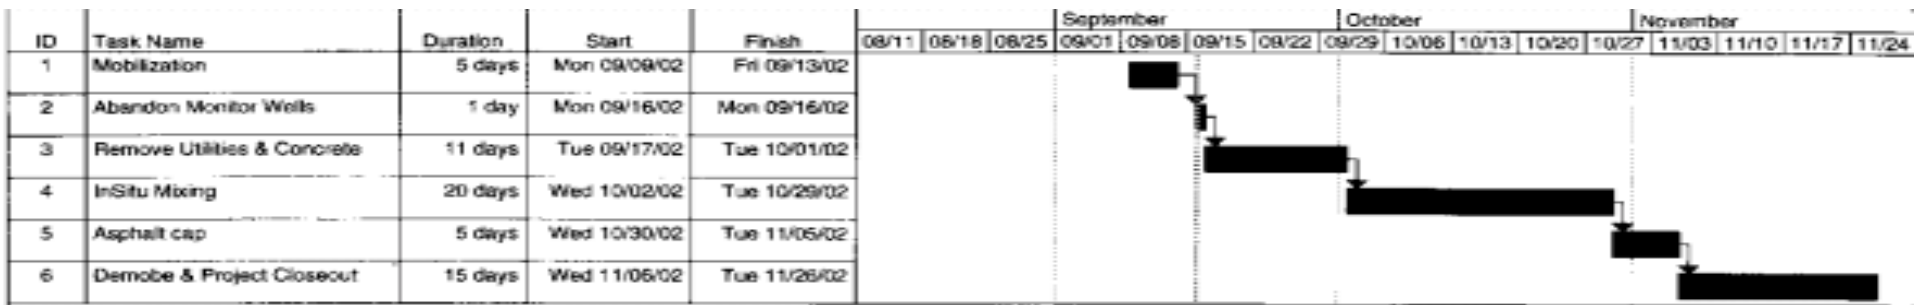 September October November
ID Task Name Duration Start Finish 08/11 08/18 08/25 09/01 09/08 09/15 09/22 09/29 10/06 10/13 10/20 10/27 11/03 11/10 11/17 11/24
1 Mobilization 5 days Mon 09/09/02 Fri 09/13/02
2 Abandon Monitor Wells 1 day Mon 09/16/02 Mon 09/16/02
3 Remove Utilities & Concrete 11 days Tue 09/17/02 Tue 10/01/02
4 InSitu Mixing 20 days Wed 10/02/02 Tue 10/29/02
5 Asphalt cap 5 days Wed 10/30/02 Tue 11/05/02
6 Demobe & Project Closeout 15 days Wed 11/06/02 Tue 11/26/02